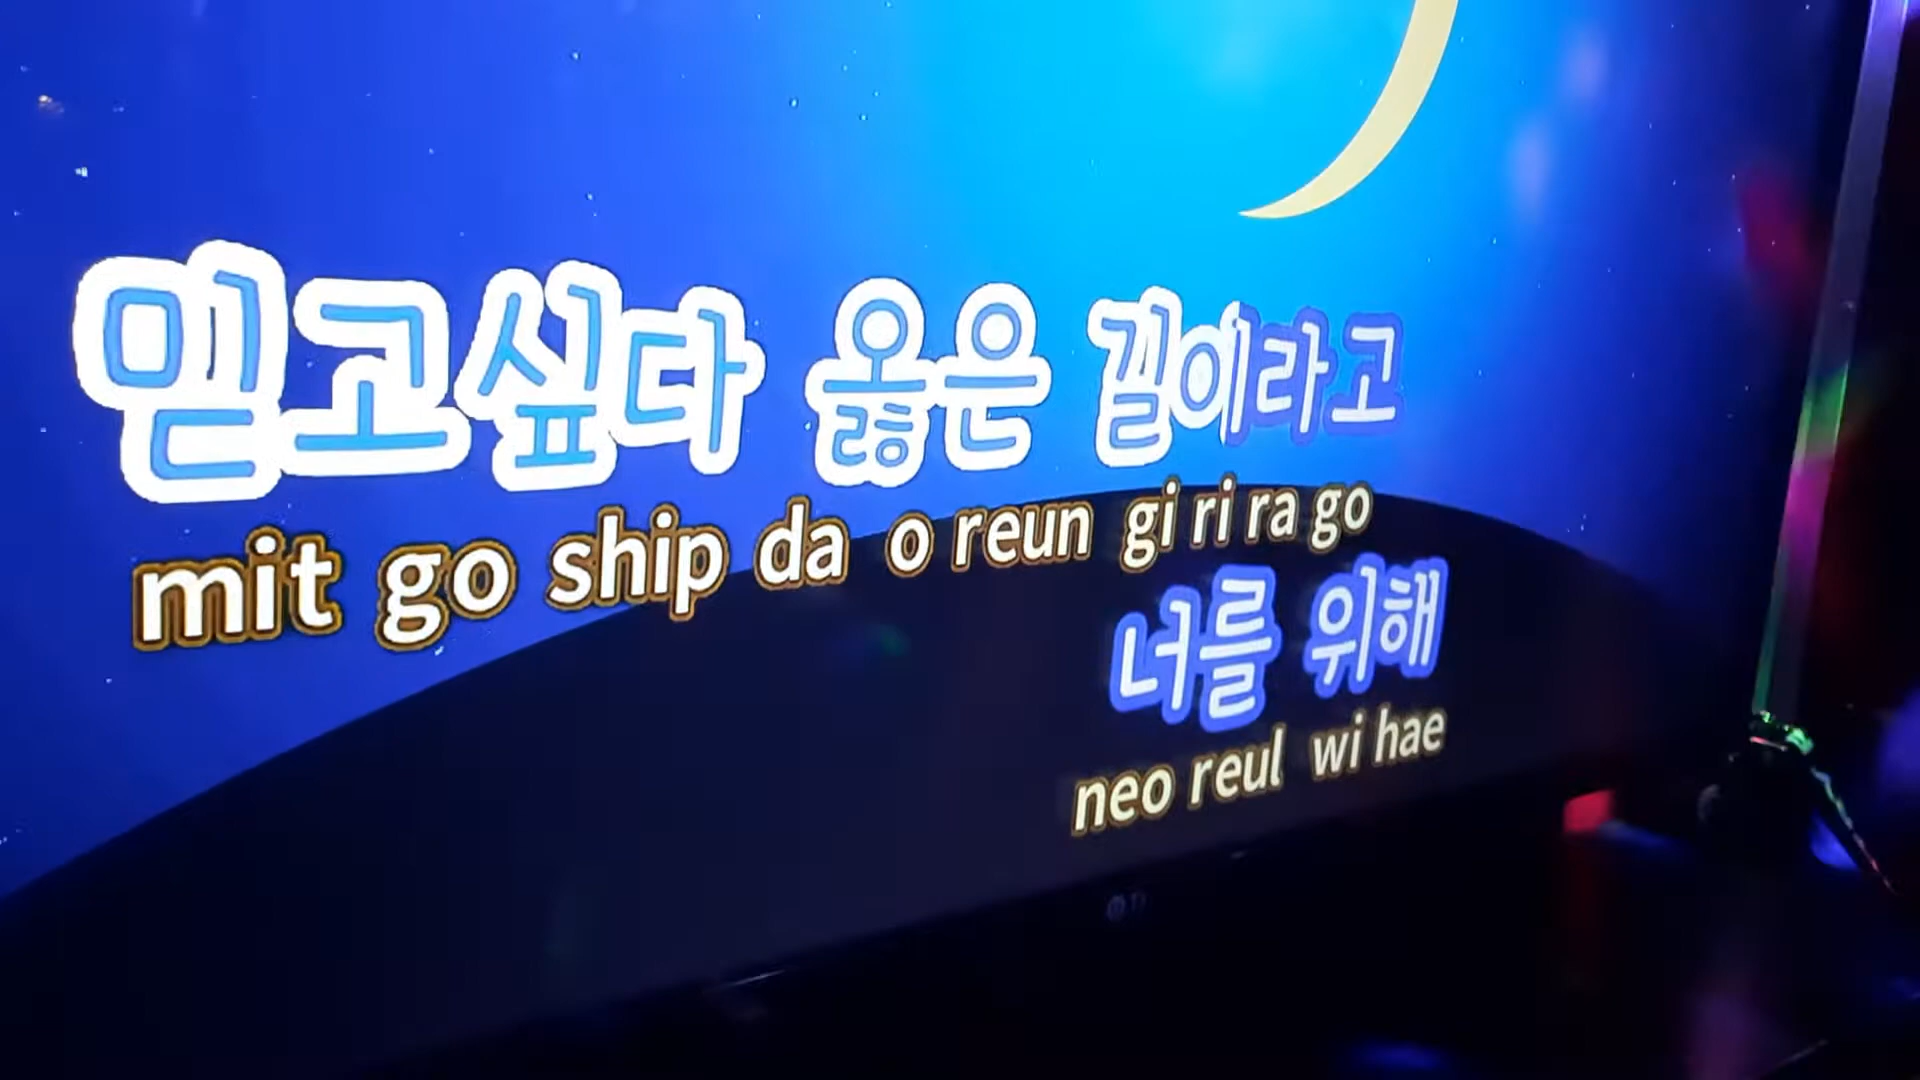 믿고싶다 옳은 길이라고
mit go ship da o reun gi ri ra go
너를 위해
neo reul wi hae